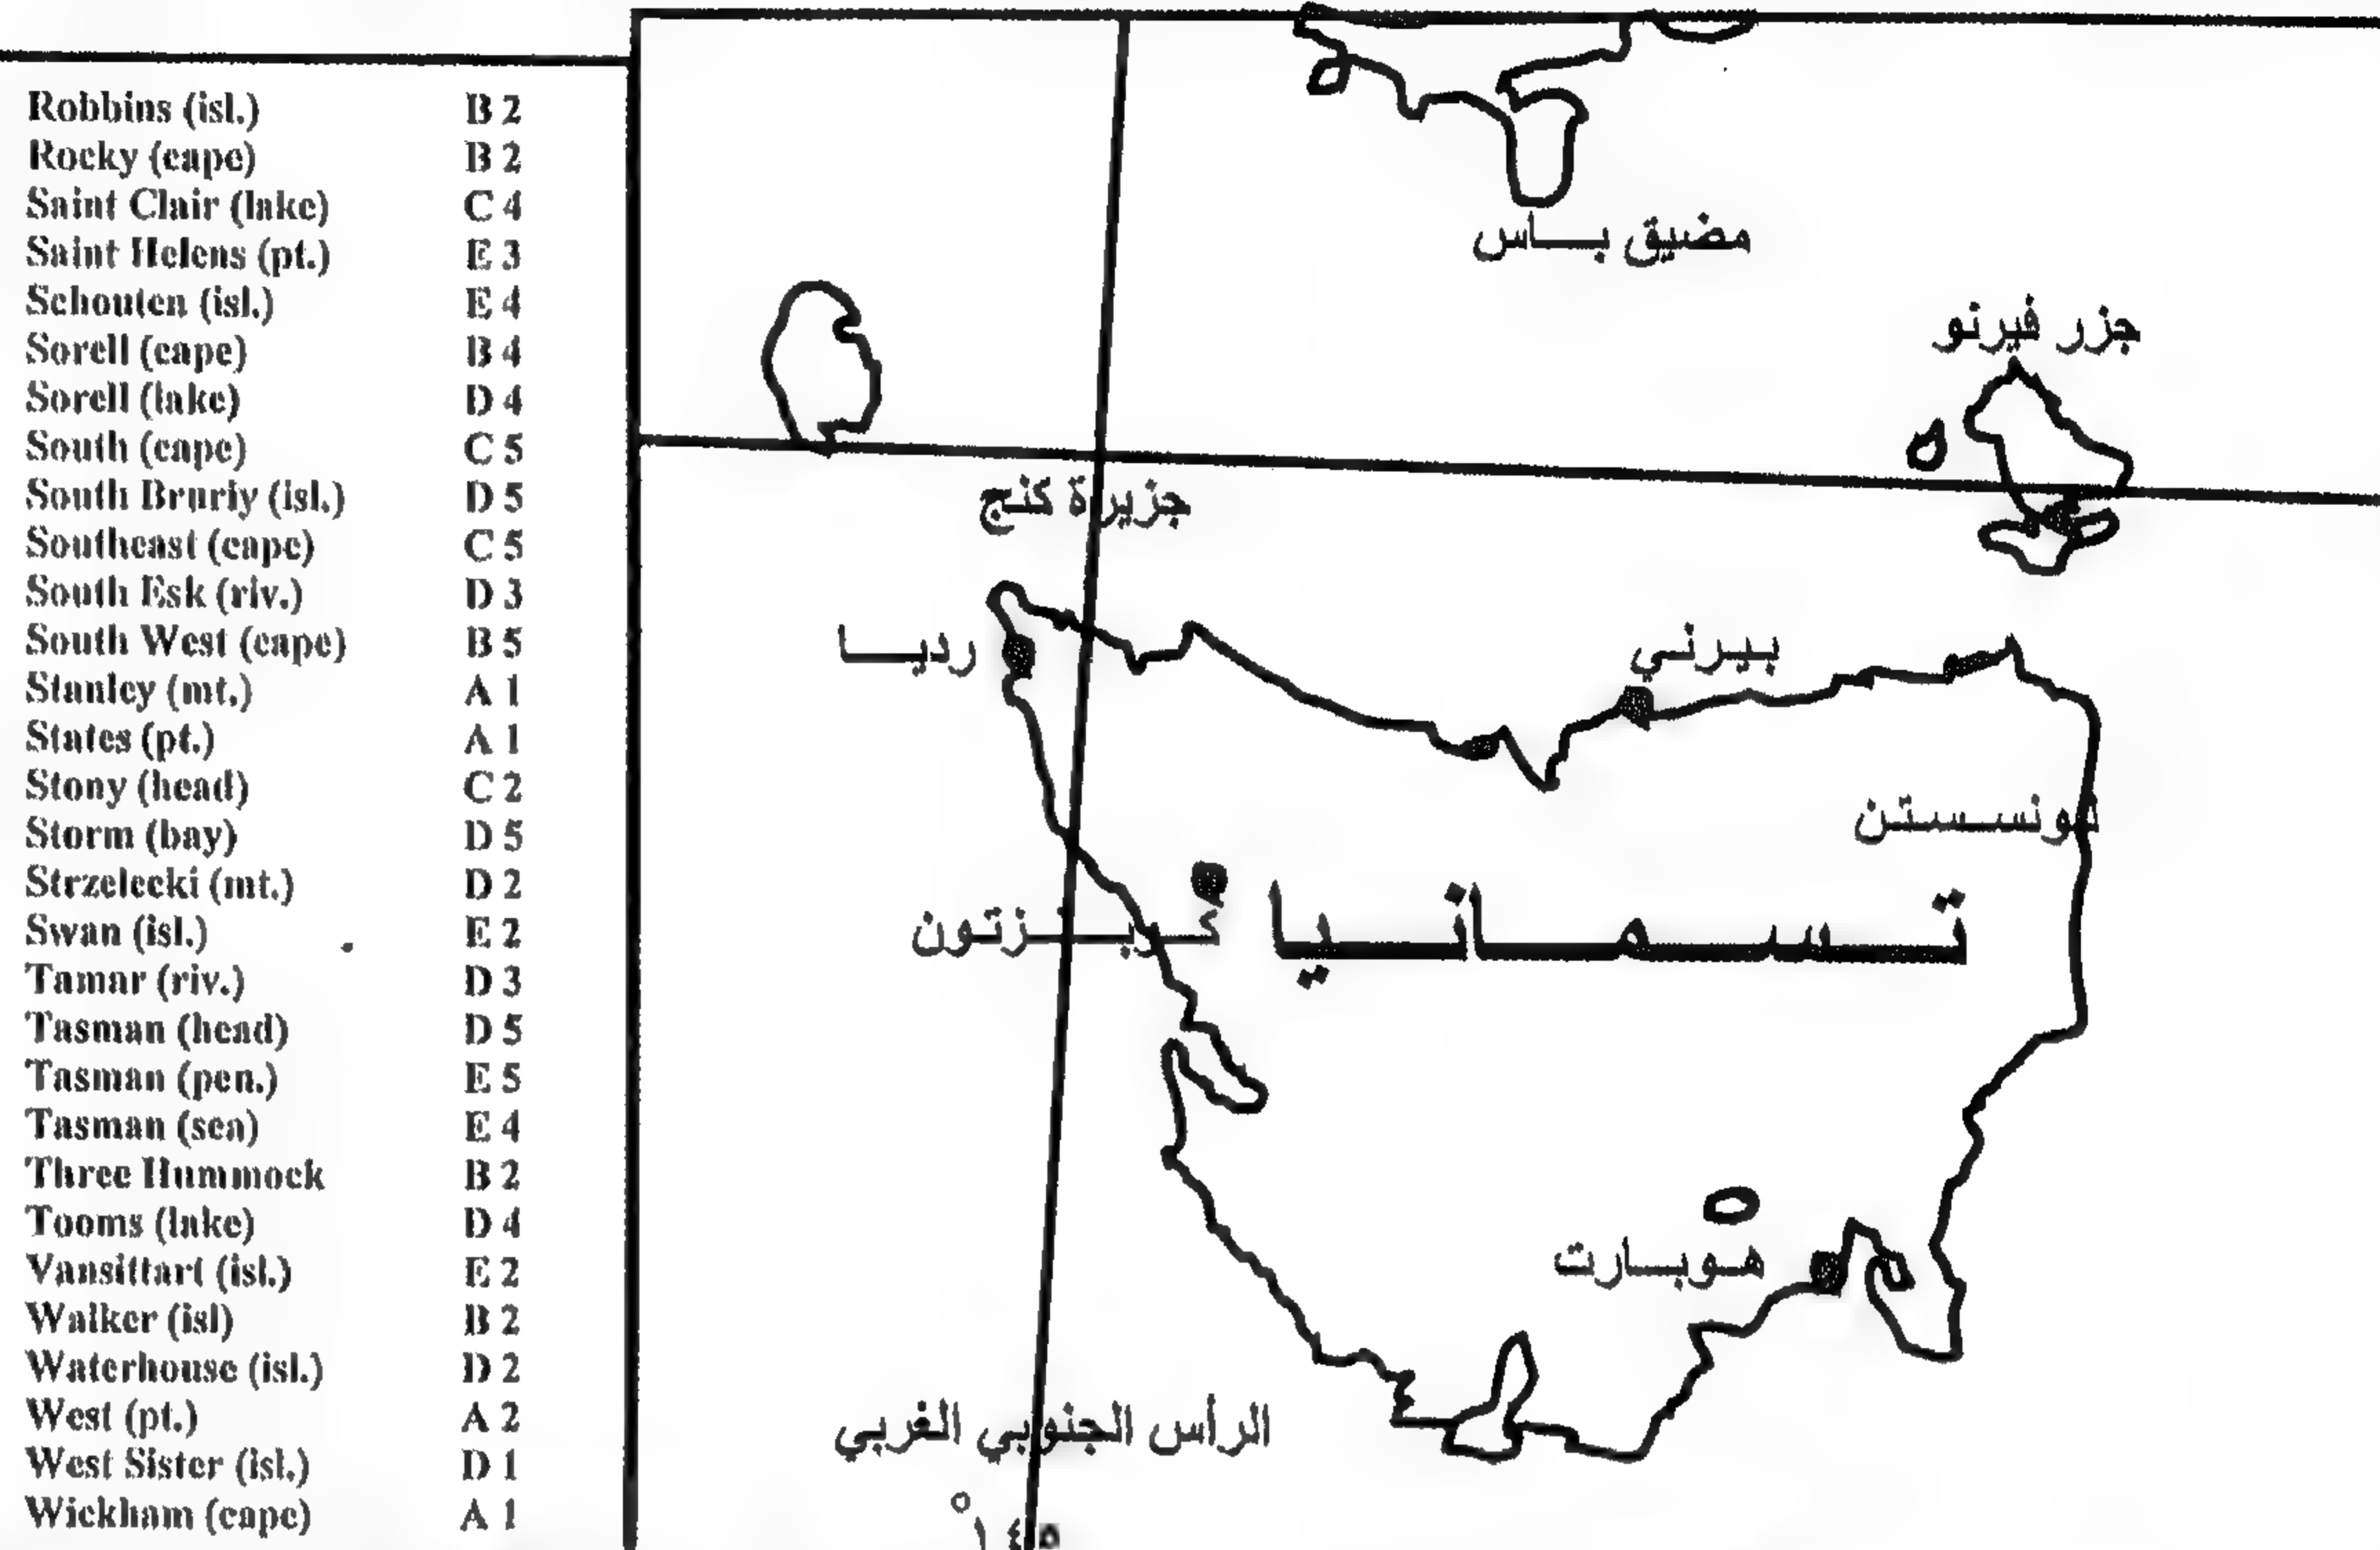 Robbins (isl.) B 2
Rocky (cape) B 2
Saint Clair (lake) C 4
Saint Helens (pt.) E 3
Schouten (isl.) E 4
Sorell (cape) B 4
Sorell (lake) D 4
South (cape) C 5
South Bruriy (isl.) D 5
Southeast (cape) C 5
South Esk (riv.) D 3
South West (cape) B 5
Stanley (mt.) A 1
States (pt.) A 1
Stony (head) C 2
Storm (bay) D 5
Strzelecki (mt.) D 2
Swan (isl.) E 2
Tamar (riv.) D 3
Tasman (head) D 5
Tasman (pen.) E 5
Tasman (sea) E 4
Three Hummock B 2
Tooms (lake) D 4
Vansittart (isl.) E 2
Walker (isl) B 2
Waterhouse (isl.) D 2
West (pt.) A 2
West Sister (isl.) D 1
Wickham (cape) A 1
مضيق باس
جزر فيرنو
جزيرة كنج
رديا
بيرني
تسمانيا
هوبارت
الرأس الجنوبي الغربي
١٤٥°